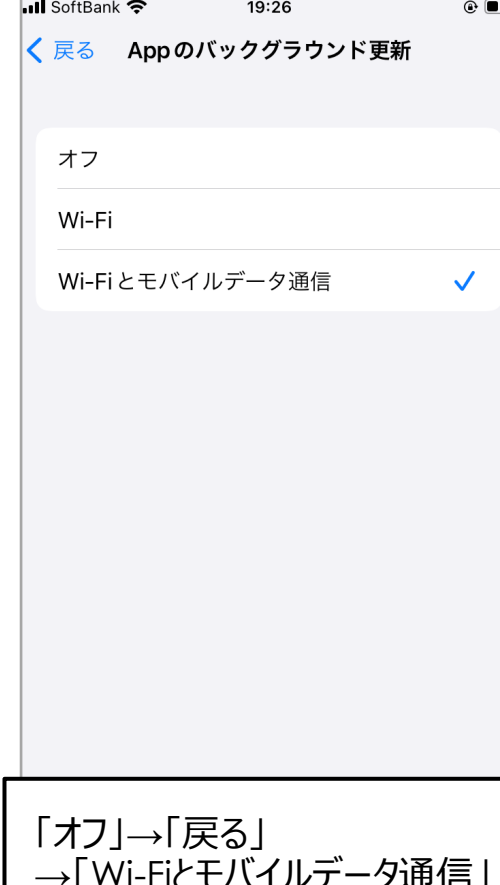 SoftBank 19:26
戻る Appのバックグラウンド更新
オフ
Wi-Fi
Wi-Fiとモバイルデータ通信
「オフ」→「戻る」
→「Wi-Fiとモバイルデータ通信」